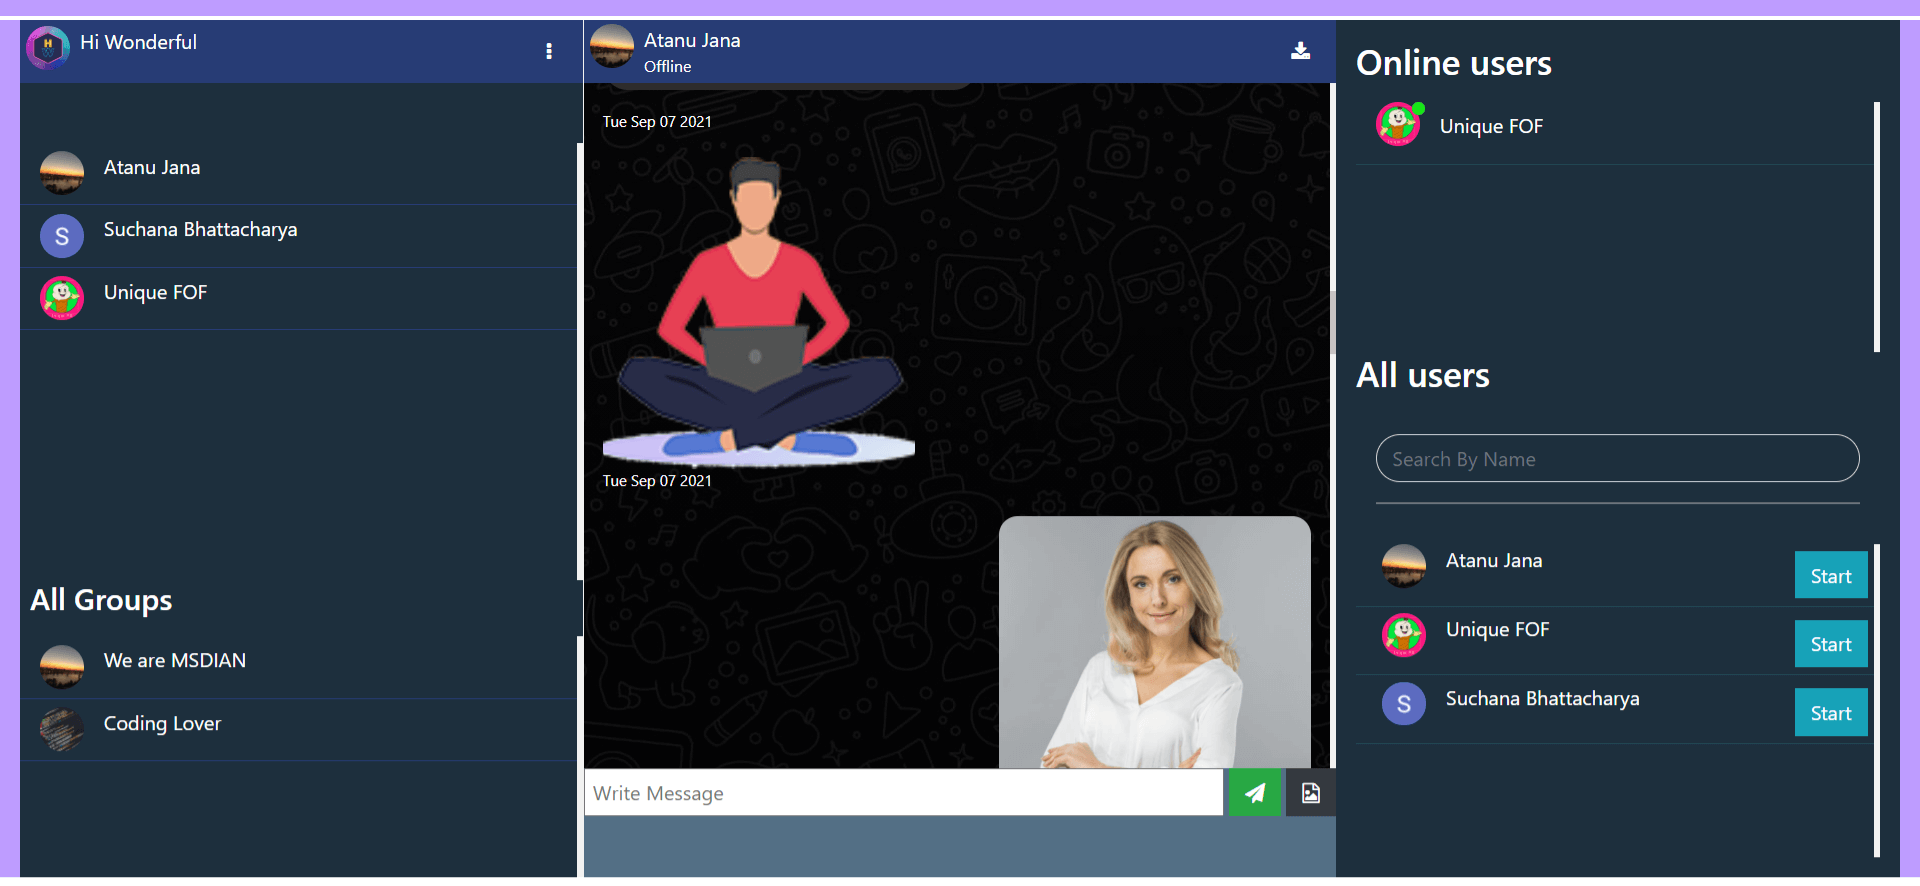 Hi Wonderful
Atanu Jana
Suchana Bhattacharya
Unique FOF
All Groups
We are MSDIAN
Coding Lover
Atanu Jana
Offline
Tue Sep 07 2021
Tue Sep 07 2021
Write Message
Online users
Unique FOF
All users
Search By Name
Atanu Jana
Start
Unique FOF
Start
S
Suchana Bhattacharya
Start